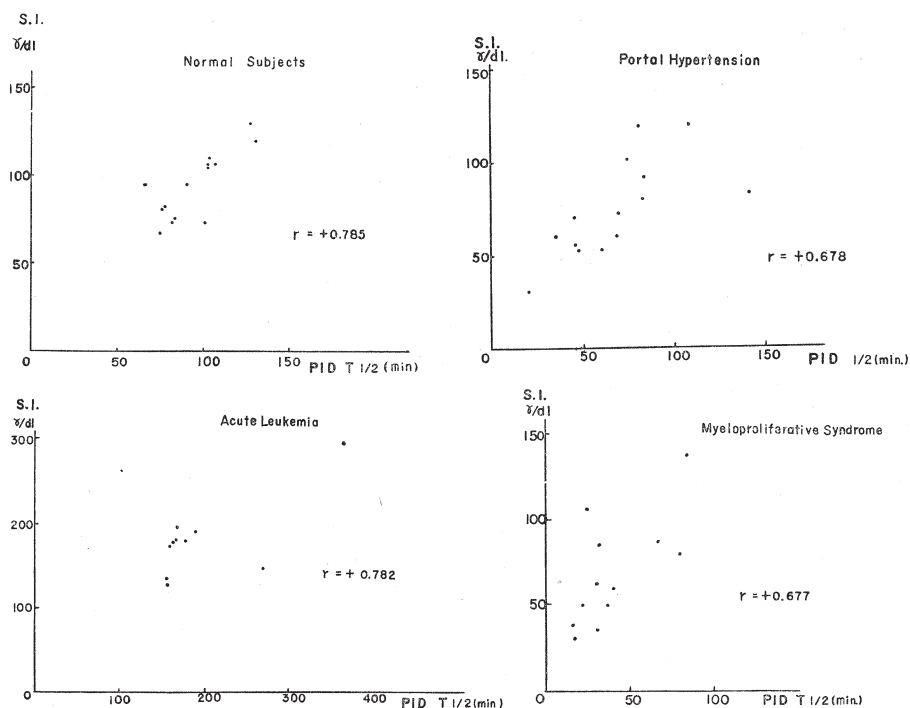 S.I.
γ/dl
Normal Subjects
150
100
50
0
50
100
150
PID T 1/2 (min)
r = +0.785
S.I.
γ/dl.
Portal Hypertension
150
100
50
0
50
100
150
PID 1/2 (min.)
r = +0.678
S.I.
γ/dl
Acute Leukemia
300
200
100
0
100
200
300
400
PID T 1/2 (min)
r = + 0.782
S.I.
γ/dl
Myeloproliferative Syndrome
150
100
50
0
50
100
PID T 1/2 (min.)
r = +0.677